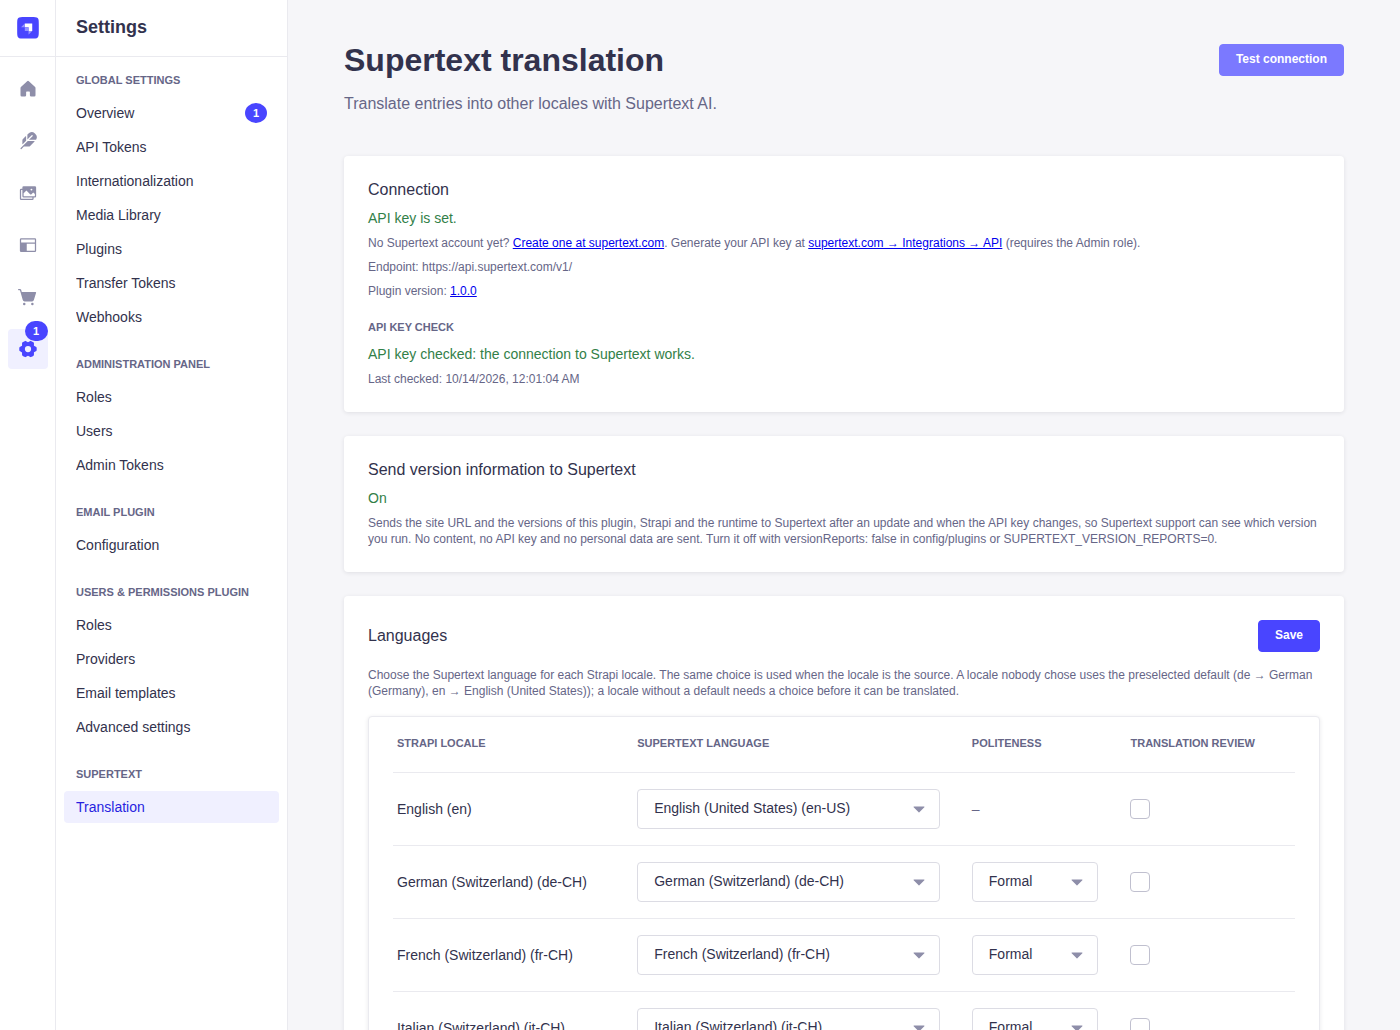 Settings
GLOBAL SETTINGS
Overview 1
API Tokens
Internationalization
Media Library
Plugins
Transfer Tokens
Webhooks
1
ADMINISTRATION PANEL
Roles
Users
Admin Tokens
EMAIL PLUGIN
Configuration
USERS & PERMISSIONS PLUGIN
Roles
Providers
Email templates
Advanced settings
SUPERTEXT
Translation
Supertext translation
Test connection
Translate entries into other locales with Supertext AI.
Connection
API key is set.
No Supertext account yet? Create one at supertext.com. Generate your API key at supertext.com → Integrations → API (requires the Admin role).
Endpoint: https://api.supertext.com/v1/
Plugin version: 1.0.0
API KEY CHECK
API key checked: the connection to Supertext works.
Last checked: 10/14/2026, 12:01:04 AM
Send version information to Supertext
On
Sends the site URL and the versions of this plugin, Strapi and the runtime to Supertext after an update and when the API key changes, so Supertext support can see which version
you run. No content, no API key and no personal data are sent. Turn it off with versionReports: false in config/plugins or SUPERTEXT_VERSION_REPORTS=0.
Languages
Save
Choose the Supertext language for each Strapi locale. The same choice is used when the locale is the source. A locale nobody chose uses the preselected default (de → German
(Germany), en → English (United States)); a locale without a default needs a choice before it can be translated.
STRAPI LOCALE SUPERTEXT LANGUAGE POLITENESS TRANSLATION REVIEW
English (en) English (United States) (en-US) –
German (Switzerland) (de-CH) German (Switzerland) (de-CH) Formal
French (Switzerland) (fr-CH) French (Switzerland) (fr-CH) Formal
Italian (Switzerland) (it-CH) Italian (Switzerland) (it-CH) Formal